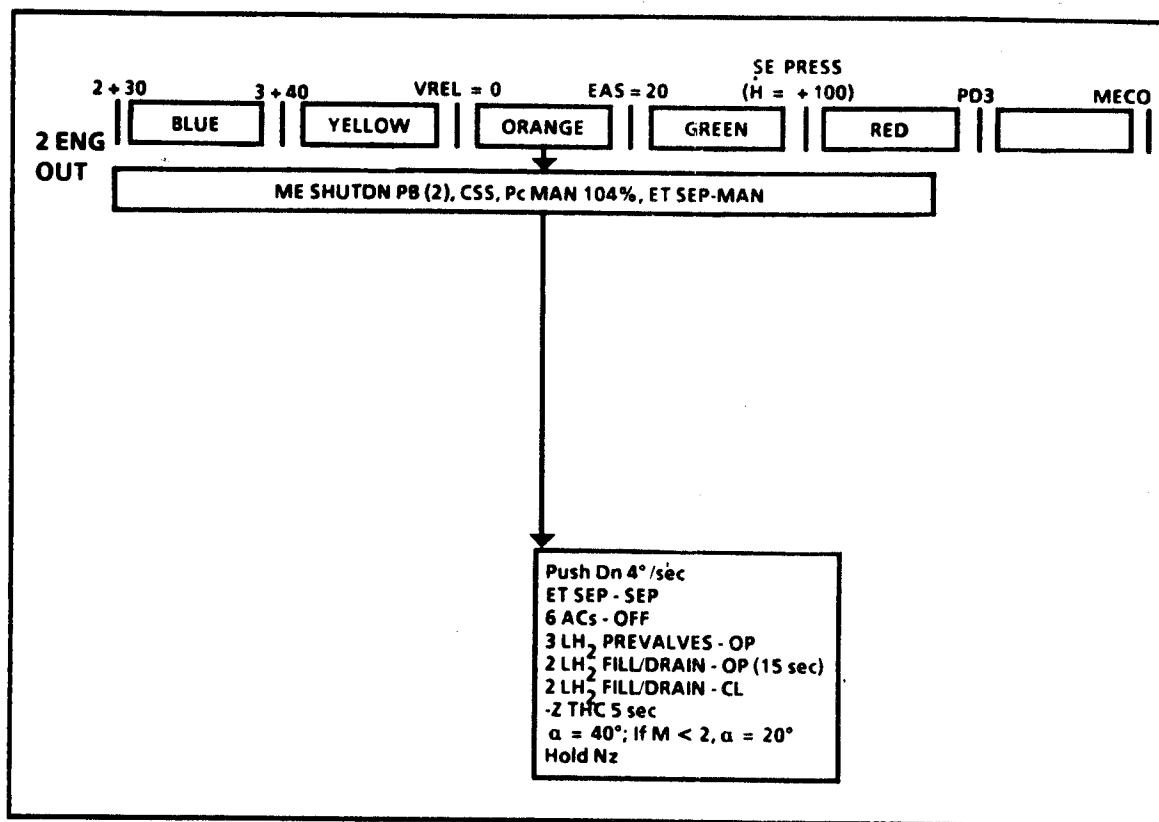 SE PRESS
2 + 30 3 + 40 VREL = 0 EAS = 20 (Ḣ = + 100) PD3 MECO
BLUE YELLOW ORANGE GREEN RED
2 ENG
OUT
ME SHUTDN PB (2), CSS, Pc MAN 104%, ET SEP-MAN
Push Dn 4°/sec
ET SEP - SEP
6 ACs - OFF
3 LH2 PREVALVES - OP
2 LH2 FILL/DRAIN - OP (15 sec)
2 LH2 FILL/DRAIN - CL
-Z THC 5 sec
α = 40°; If M < 2, α = 20°
Hold Nz